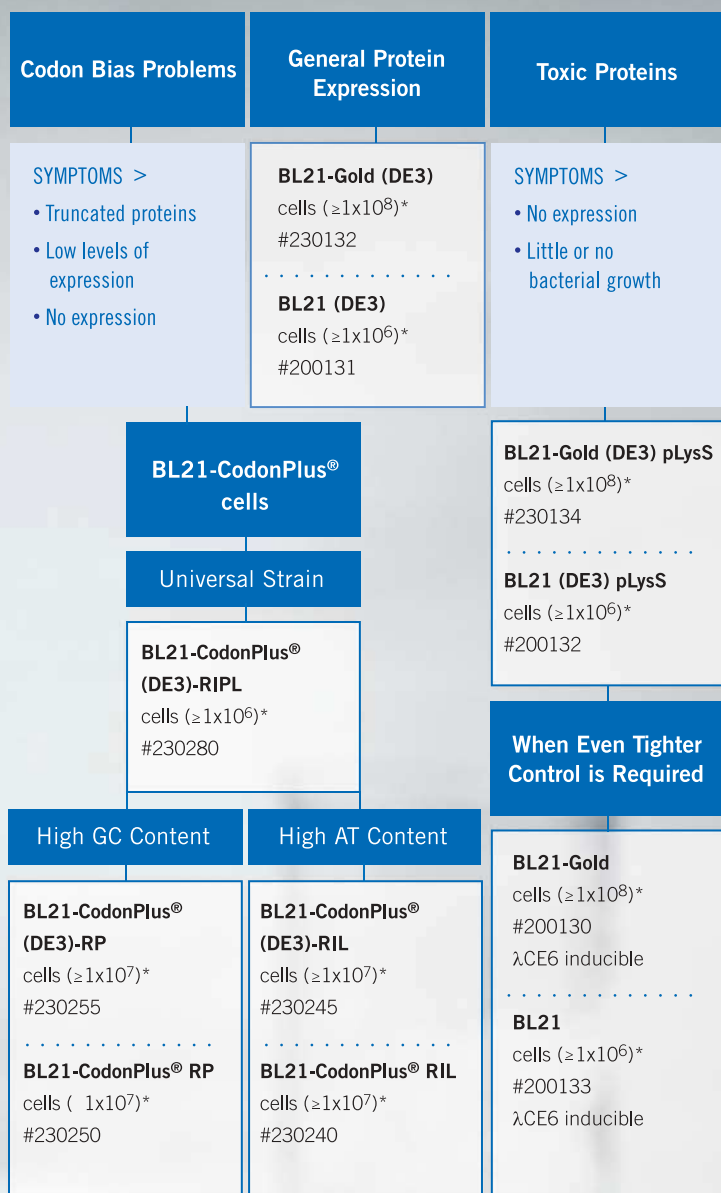 Codon Bias Problems
General Protein
Expression
Toxic Proteins
SYMPTOMS >
• Truncated proteins
• Low levels of
expression
• No expression
BL21-Gold (DE3)
cells (≥1x10⁸)*
#230132
BL21 (DE3)
cells (≥1x10⁶)*
#200131
SYMPTOMS >
• No expression
• Little or no
bacterial growth
BL21-CodonPlus®
cells
Universal Strain
BL21-CodonPlus®
(DE3)-RIPL
cells (≥1x10⁶)*
#230280
High GC Content
High AT Content
BL21-CodonPlus®
(DE3)-RP
cells (≥1x10⁷)*
#230255
BL21-CodonPlus® RP
cells ( 1x10⁷)*
#230250
BL21-CodonPlus®
(DE3)-RIL
cells (≥1x10⁷)*
#230245
BL21-CodonPlus® RIL
cells (≥1x10⁷)*
#230240
BL21-Gold (DE3) pLysS
cells (≥1x10⁸)*
#230134
BL21 (DE3) pLysS
cells (≥1x10⁶)*
#200132
When Even Tighter
Control is Required
BL21-Gold
cells (≥1x10⁸)*
#200130
λCE6 inducible
BL21
cells (≥1x10⁶)*
#200133
λCE6 inducible